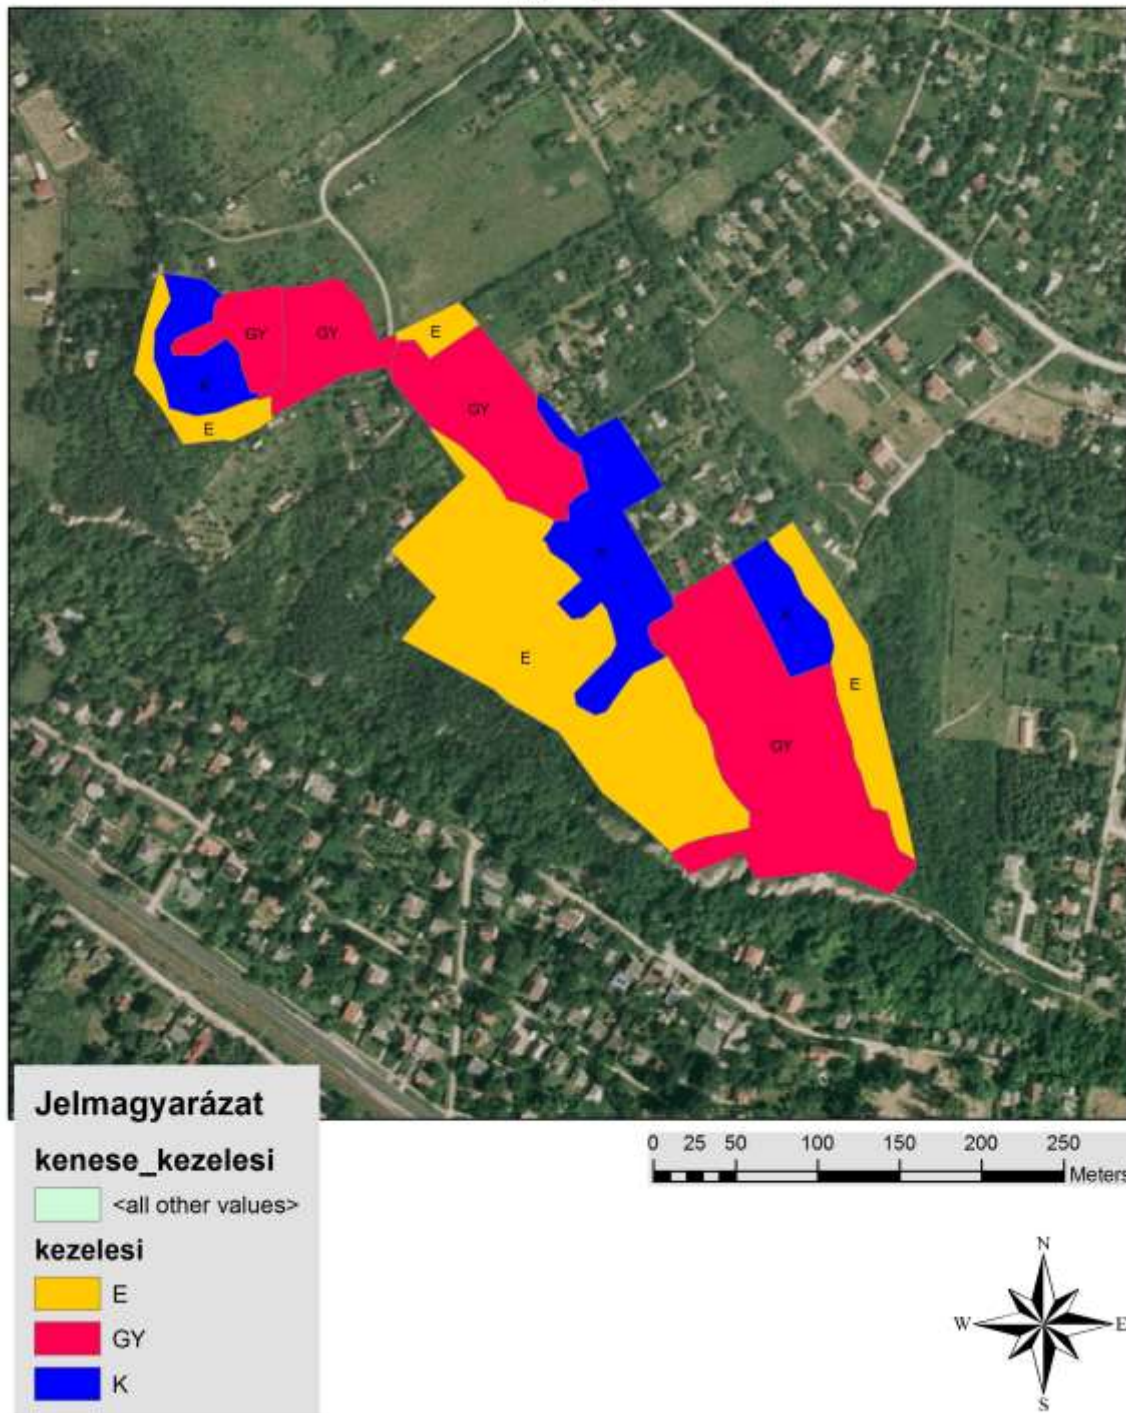 GY
GY
E
K
E
GY
K
E
K
E
GY
Jelmagyarázat
kenese_kezelesi
<all other values>
kezelesi
E
GY
K
0 25 50 100 150 200 250
Meters
N
W E
S